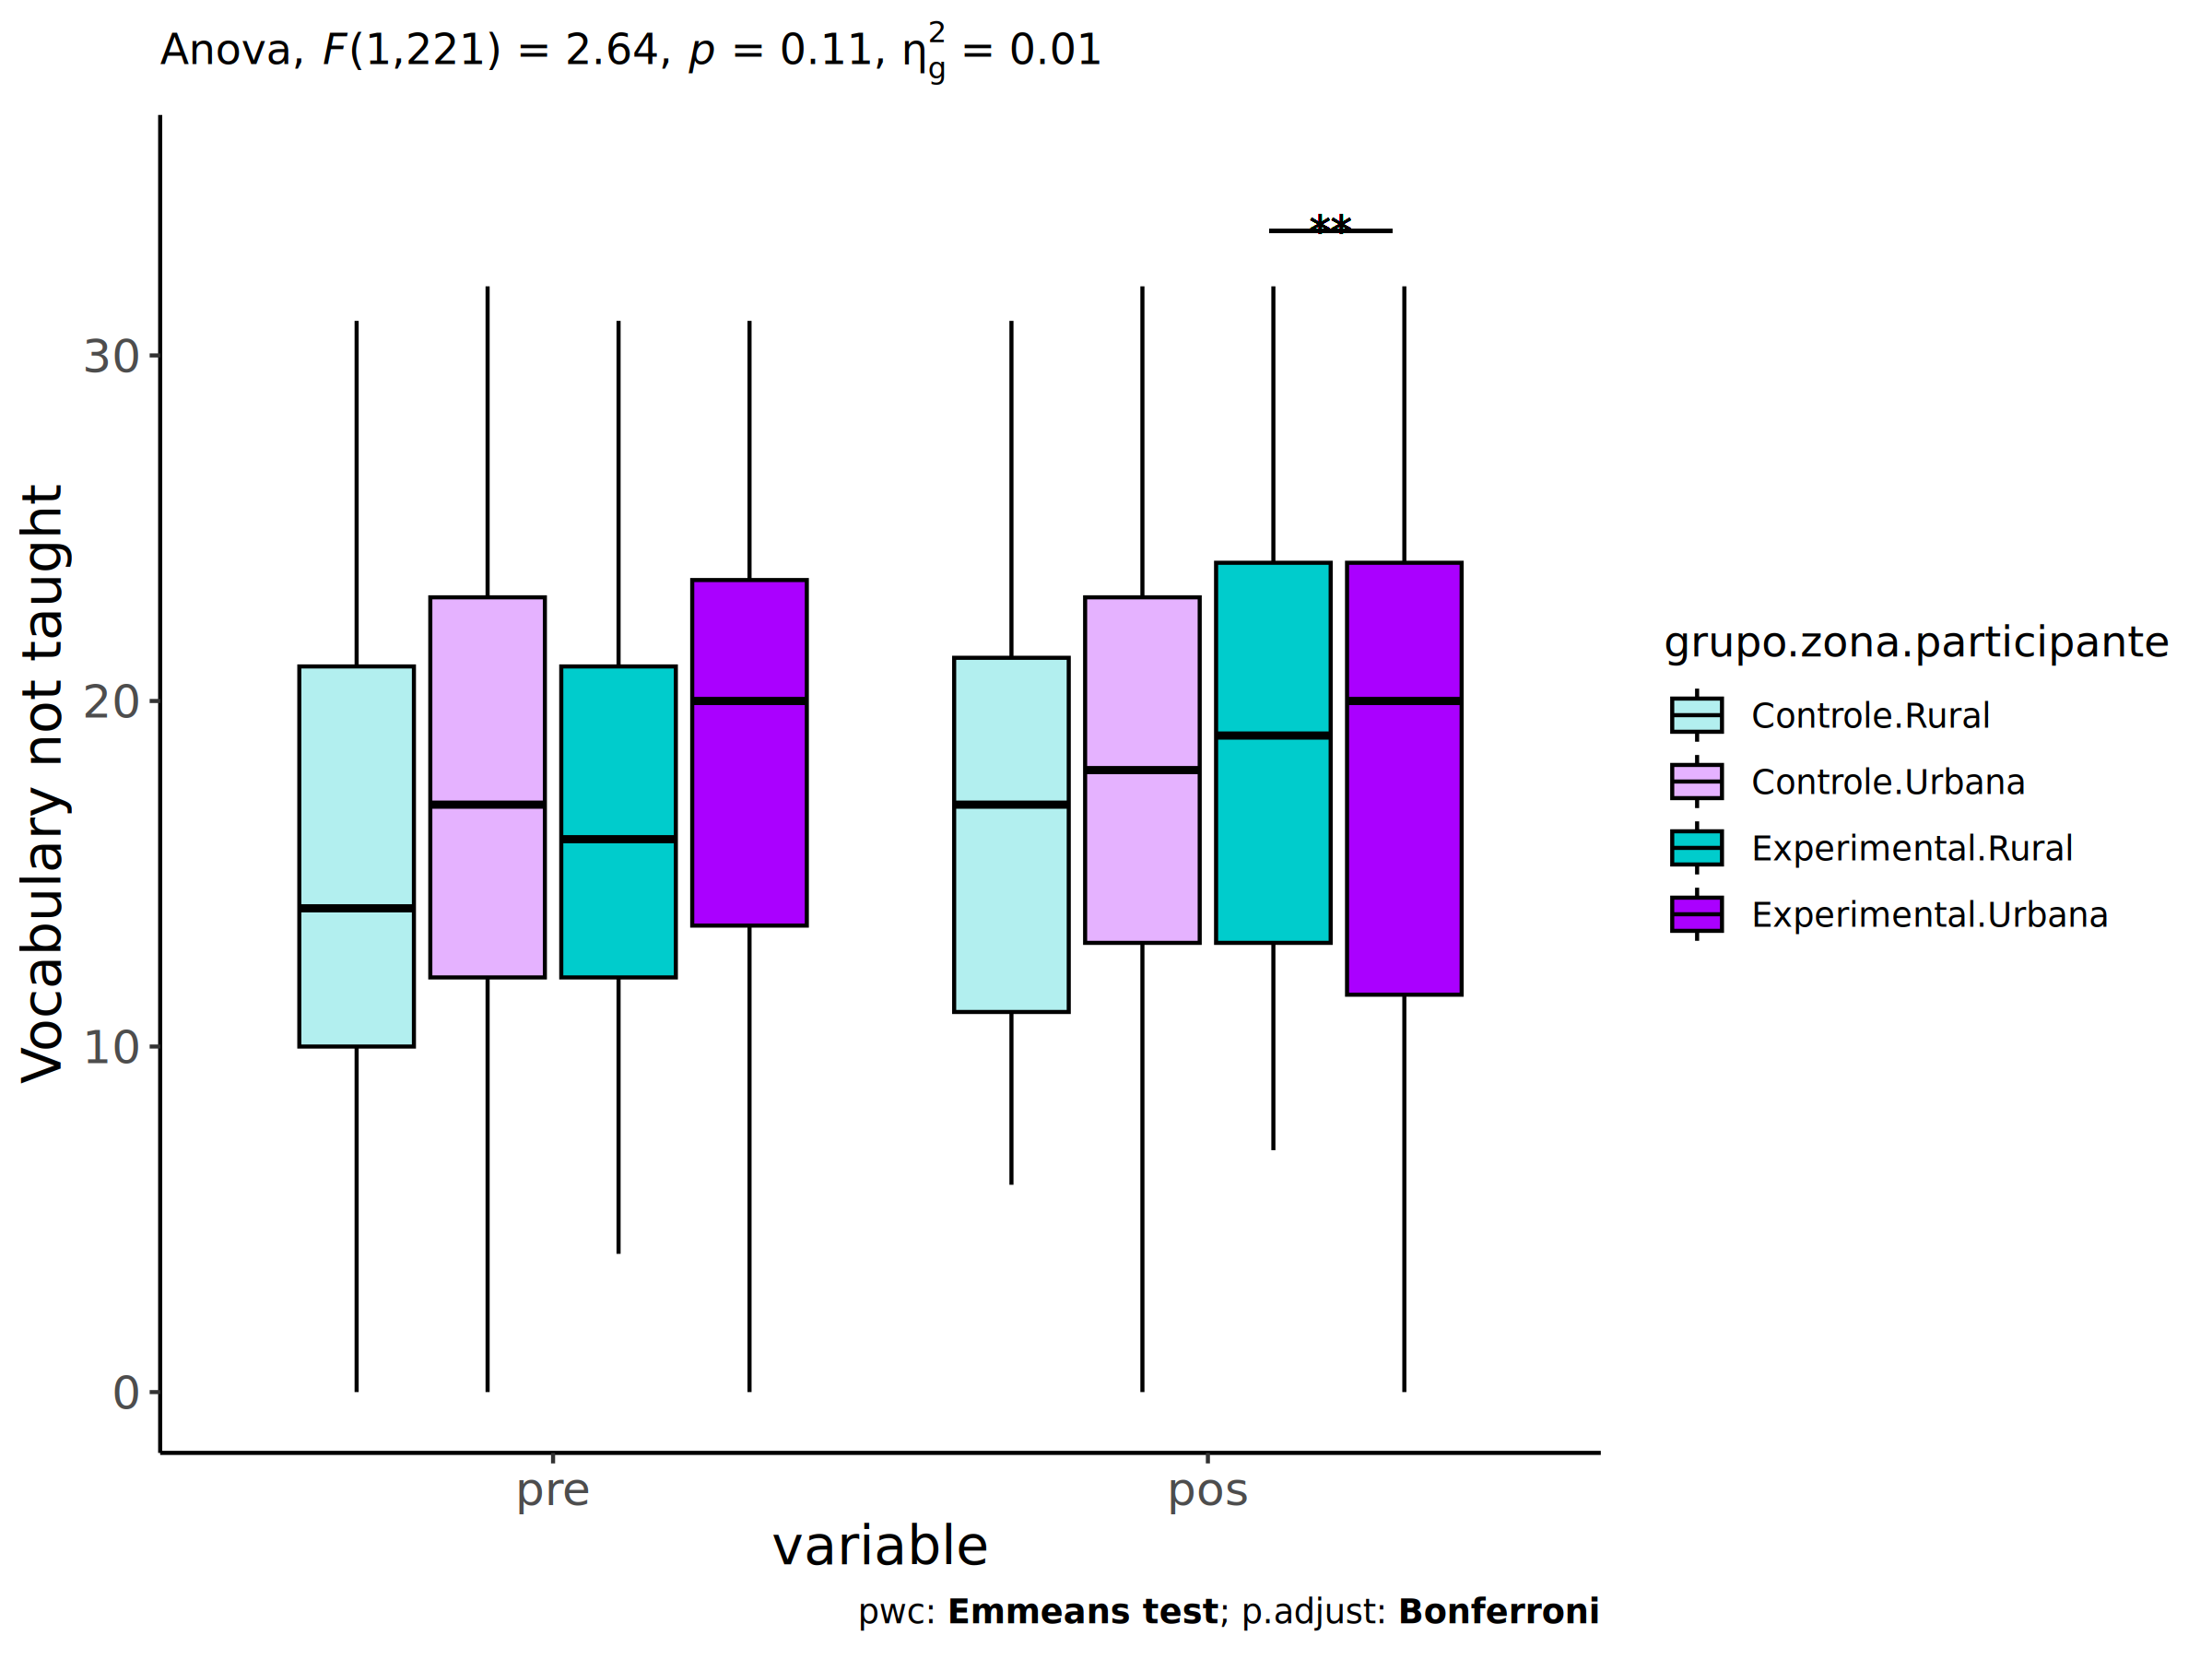 Anova, F(1,221) = 2.64, p = 0.11, η²g = 0.01
**
Vocabulary not taught
30
20
10
0
pre
pos
variable
pwc: Emmeans test; p.adjust: Bonferroni
grupo.zona.participante
Controle.Rural
Controle.Urbana
Experimental.Rural
Experimental.Urbana